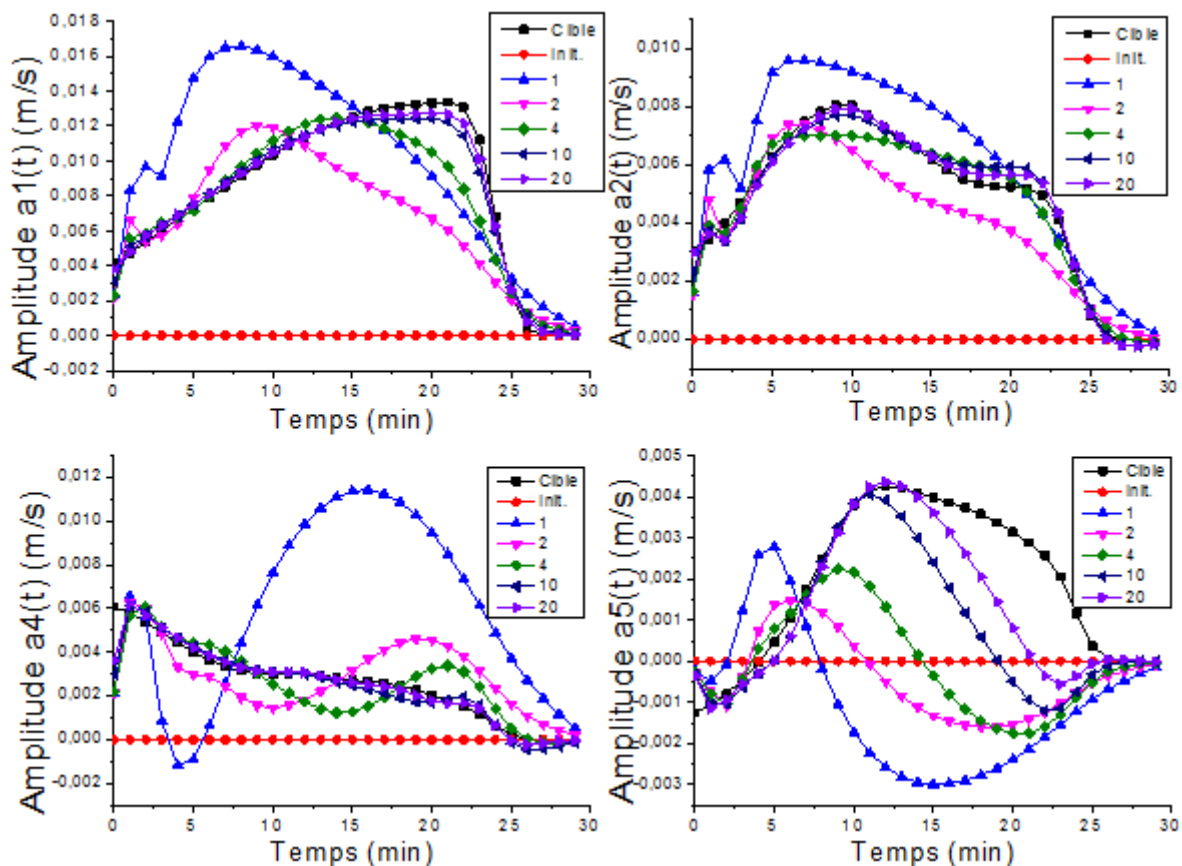 Amplitude a1(t) (m/s)
0,018
0,016
0,014
0,012
0,010
0,008
0,006
0,004
0,002
0,000
-0,002
Cible
Init.
1
2
4
10
20
0 5 10 15 20 25 30
Temps (min)
Amplitude a2(t) (m/s)
0,010
0,008
0,006
0,004
0,002
0,000
Cible
Init.
1
2
4
10
20
0 5 10 15 20 25 30
Temps (min)
Amplitude a4(t) (m/s)
0,012
0,010
0,008
0,006
0,004
0,002
0,000
-0,002
Cible
Init.
1
2
4
10
20
0 5 10 15 20 25 30
Temps (min)
Amplitude a5(t) (m/s)
0,005
0,004
0,003
0,002
0,001
0,000
-0,001
-0,002
-0,003
Cible
Init.
1
2
4
10
20
0 5 10 15 20 25 30
Temps (min)